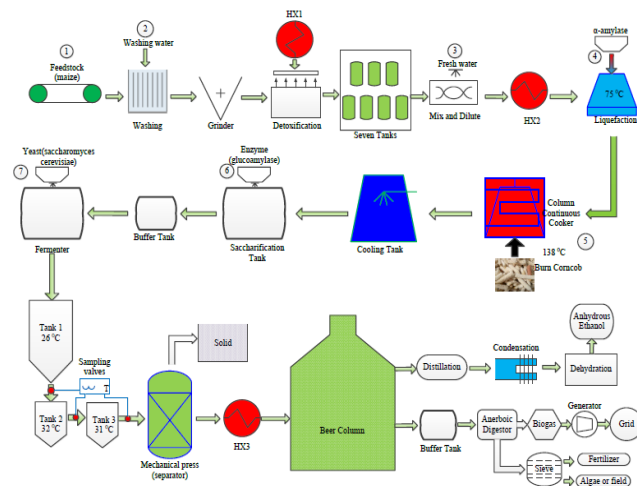 1
Feedstock
(maize)
2
Washing water
Washing
Grinder
HX1
Detoxification
Seven Tanks
3
Fresh water
Mix and Dilute
HX2
α-amylase
4
75 °C
Liquefaction
Yeast(saccharomyces
cerevisiae)
7
Fermenter
Buffer Tank
Enzyme
(glucoamylase)
6
Saccharification
Tank
Cooling Tank
Column
Continuous
Cooker
5
138 °C
Burn Corncob
Tank 1
26 °C
Sampling
valves
T
Tank 2
32 °C
Tank 3
31 °C
Solid
Mechanical press
(separator)
HX3
Beer Column
Distillation
Condensation
Dehydration
Anhydrous
Ethanol
Buffer
Tank
Anerboic
Digestor
Biogas
Generator
Grid
Sieve
Fertilizer
Algae or field